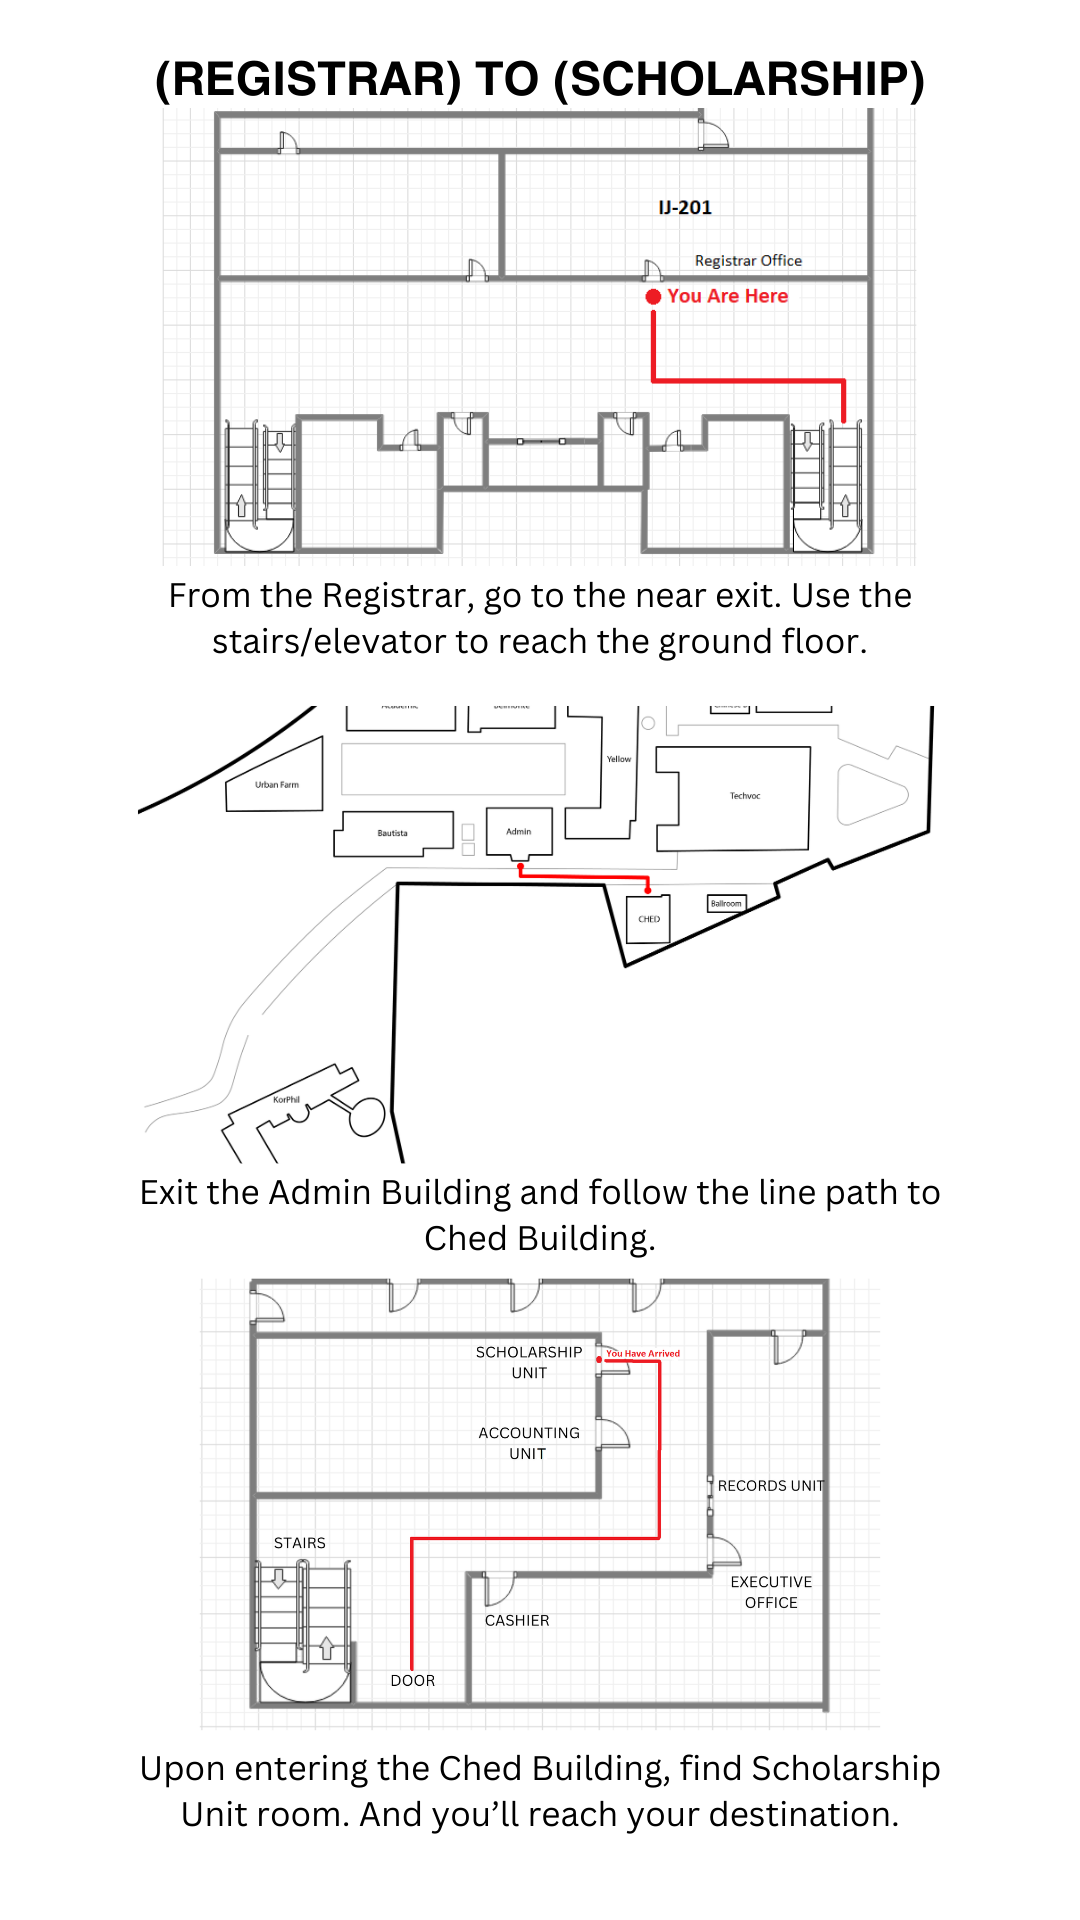 (REGISTRAR) TO (SCHOLARSHIP)
IJ-201
Registrar Office
You Are Here
From the Registrar, go to the near exit. Use the
stairs/elevator to reach the ground floor.
Urban Farm
Yellow
Techvoc
Bautista
Admin
CHED
Ballroom
KorPhil
Exit the Admin Building and follow the line path to
Ched Building.
SCHOLARSHIP
UNIT
You Have Arrived
ACCOUNTING
UNIT
RECORDS UNIT
STAIRS
EXECUTIVE
OFFICE
CASHIER
DOOR
Upon entering the Ched Building, find Scholarship
Unit room. And you’ll reach your destination.